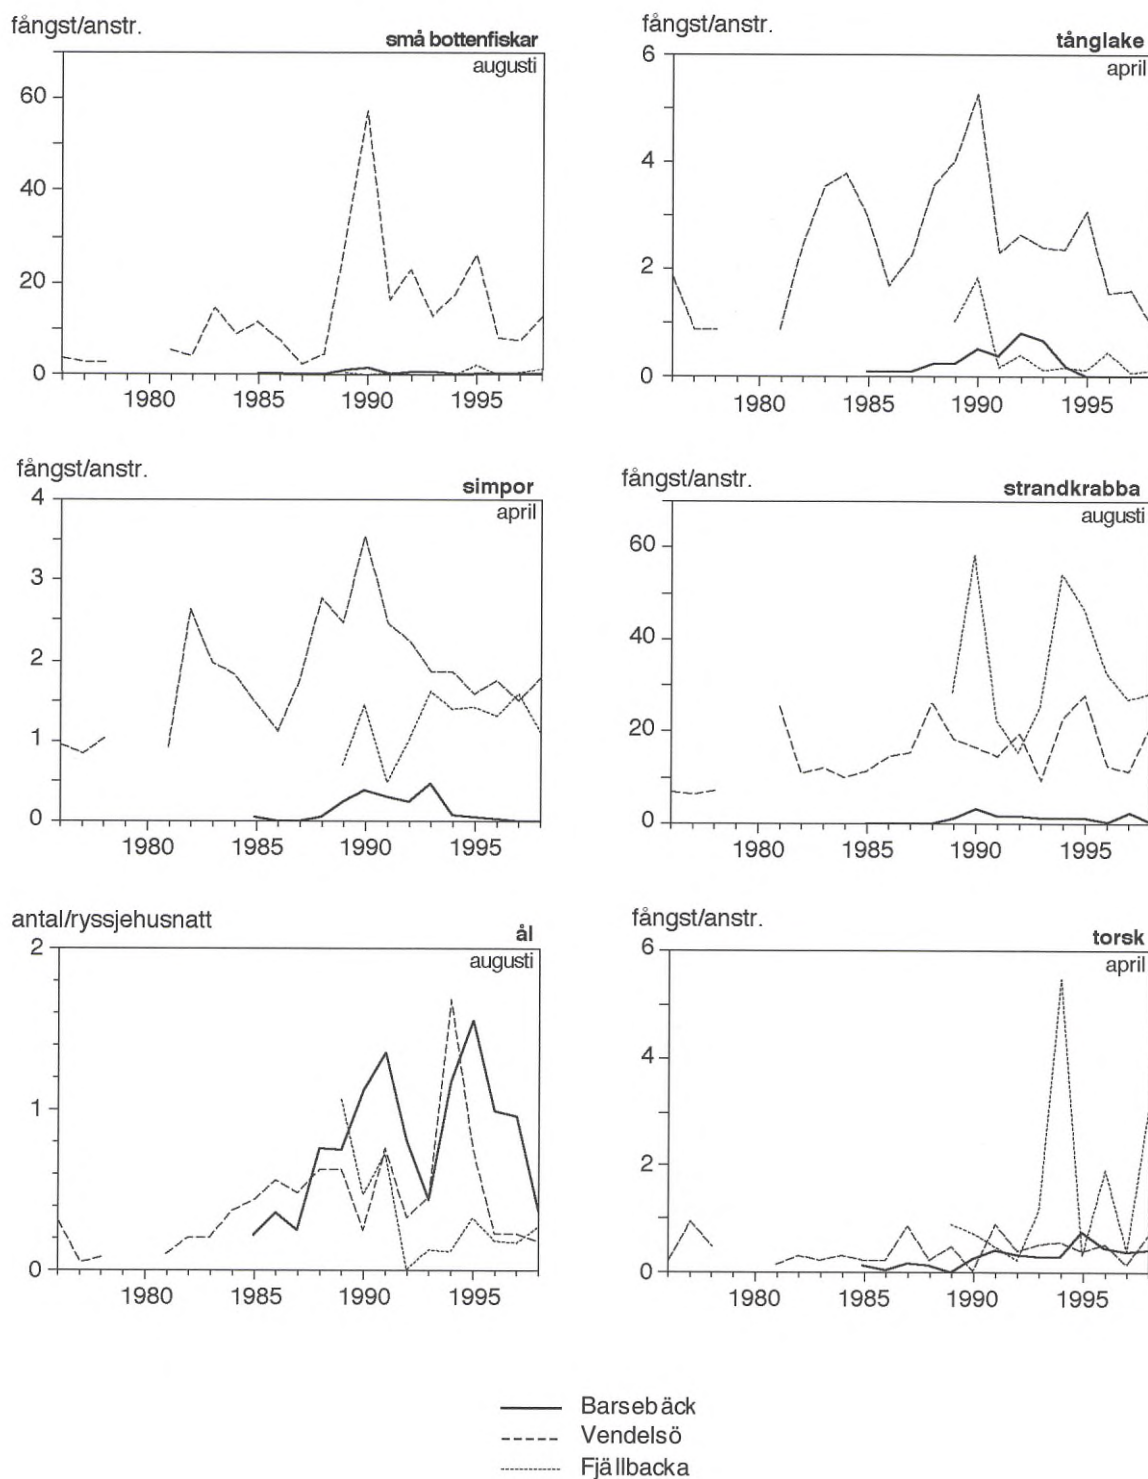 fångst/anstr.
små bottenfiskar
augusti
60
40
20
0
1980 1985 1990 1995
fångst/anstr.
tånglake
april
6
4
2
0
1980 1985 1990 1995
fångst/anstr.
simpor
april
4
3
2
1
0
1980 1985 1990 1995
fångst/anstr.
strandkrabba
augusti
60
40
20
0
1980 1985 1990 1995
antal/ryssjehusnatt
ål
augusti
2
1
0
1980 1985 1990 1995
fångst/anstr.
torsk
april
6
4
2
0
1980 1985 1990 1995
Barsebäck
Vendelsö
Fjällbacka